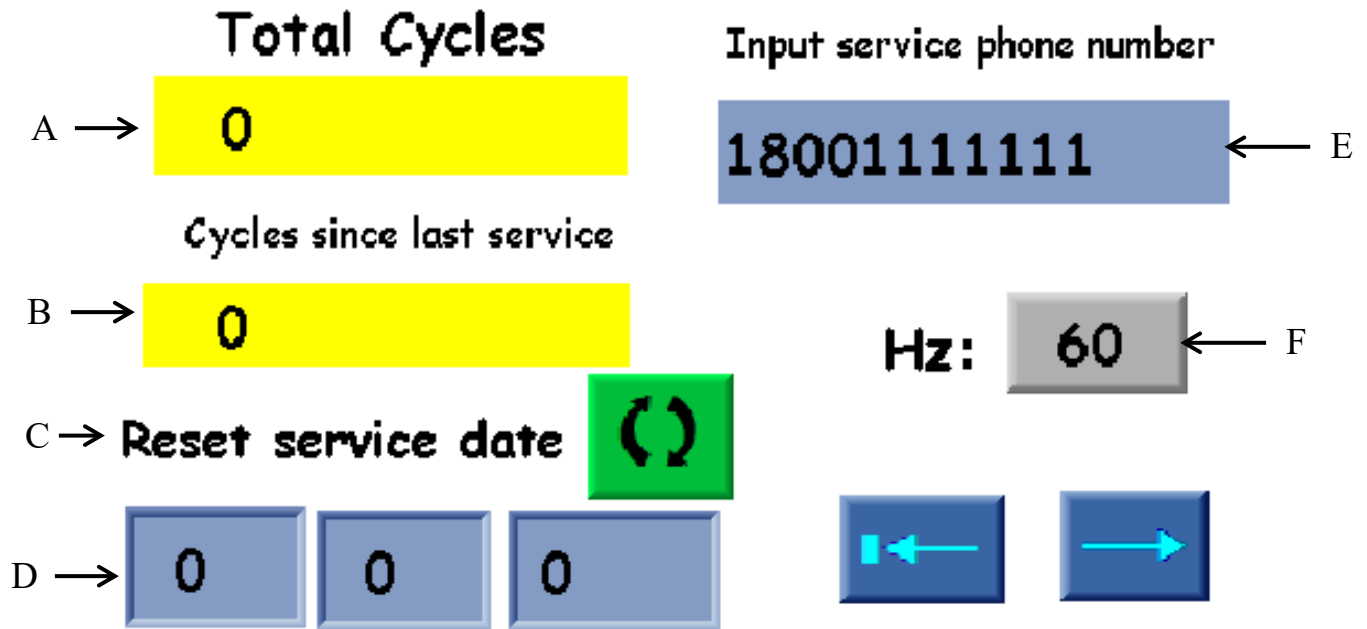 Total Cycles
A
0
Cycles since last service
B
0
C
Reset service date
D
0 0 0
Input service phone number
18001111111
E
Hz: 60
F